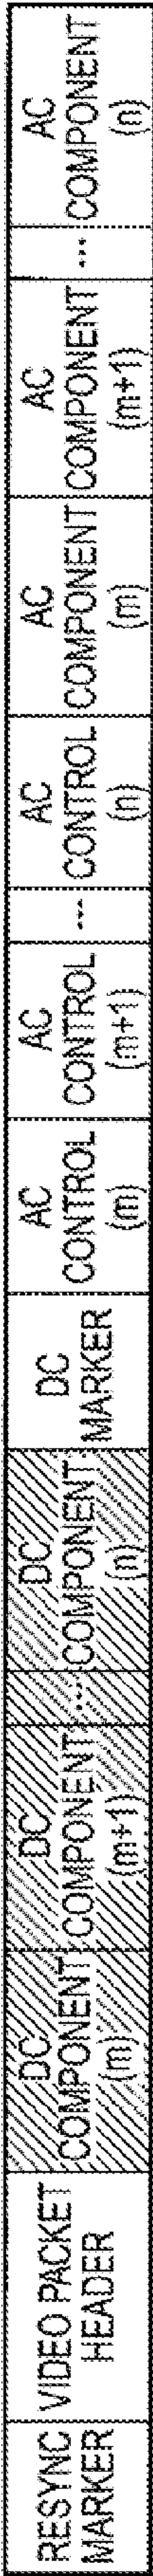 RESYNC
MARKER
VIDEO PACKET
HEADER
DC
COMPONENT
(m)
DC
COMPONENT
(m+1)
...
DC
COMPONENT
(n)
DC
MARKER
AC
CONTROL
(m)
AC
CONTROL
(m+1)
...
AC
CONTROL
(n)
AC
COMPONENT
(m)
AC
COMPONENT
(m+1)
...
AC
COMPONENT
(n)